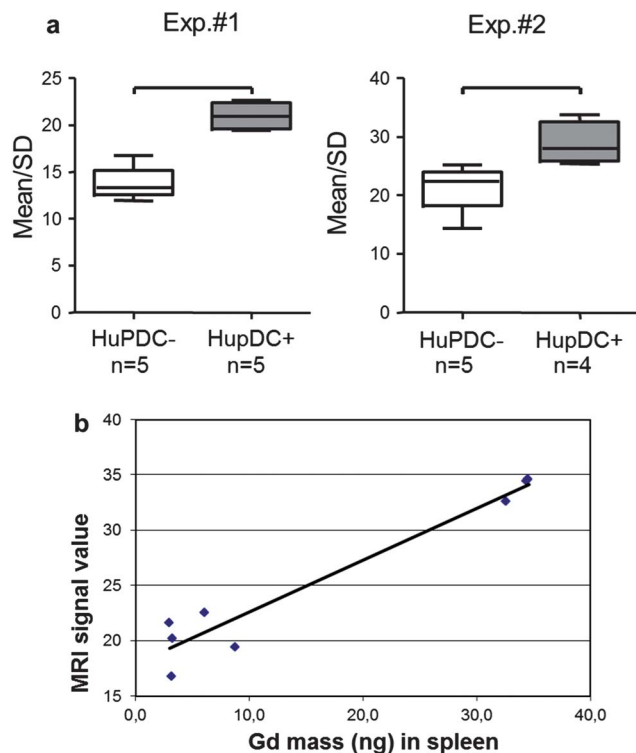 a
Exp.#1
Exp.#2
Mean/SD
25
20
15
10
5
0
HuPDC-
HupDC+
n=5
n=5
Mean/SD
40
30
20
10
0
HuPDC-
HupDC+
n=5
n=4
b
MRI signal value
40
35
30
25
20
15
0,0
10,0
20,0
30,0
40,0
Gd mass (ng) in spleen